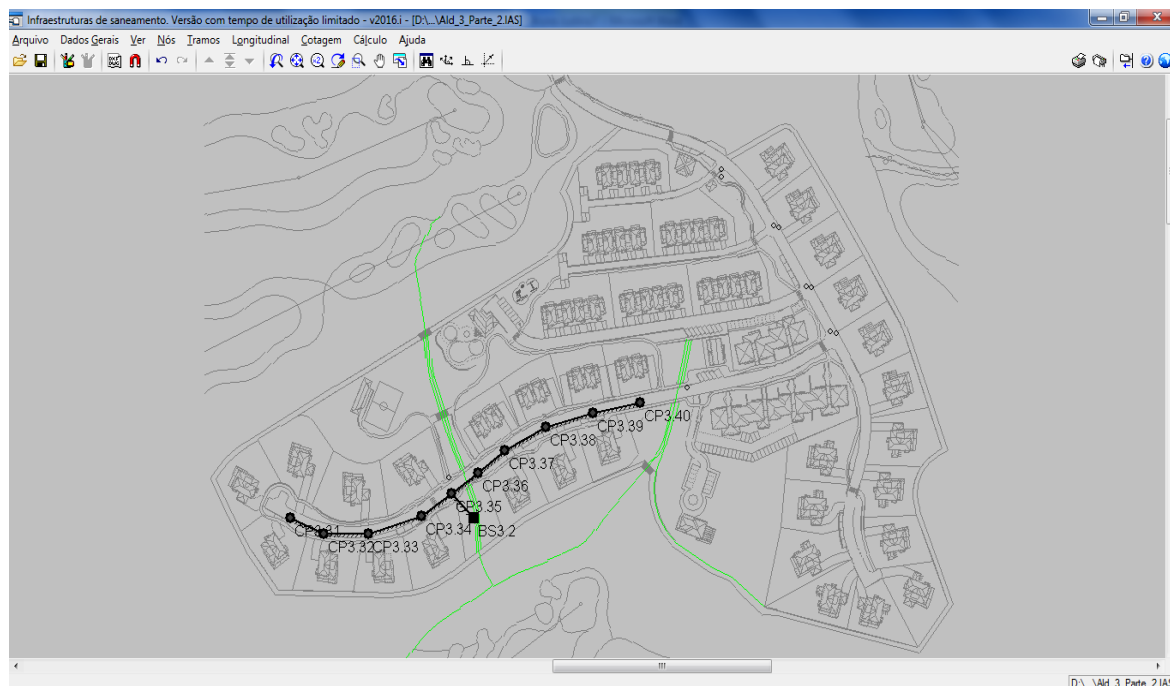 Infraestruturas de saneamento. Versão com tempo de utilização limitado - v2016.i - [D:\...\Ald_3_Parte_2.IAS]
Arquivo Dados Gerais Ver Nós Tramos Longitudinal Cotagem Cálculo Ajuda
CP3.40
CP3.39
CP3.38
CP3.37
CP3.36
CP3.35
CP3.34 BS3.2
CP3.31
CP3.32 CP3.33
D:\...\Ald_3_Parte_2.IAS